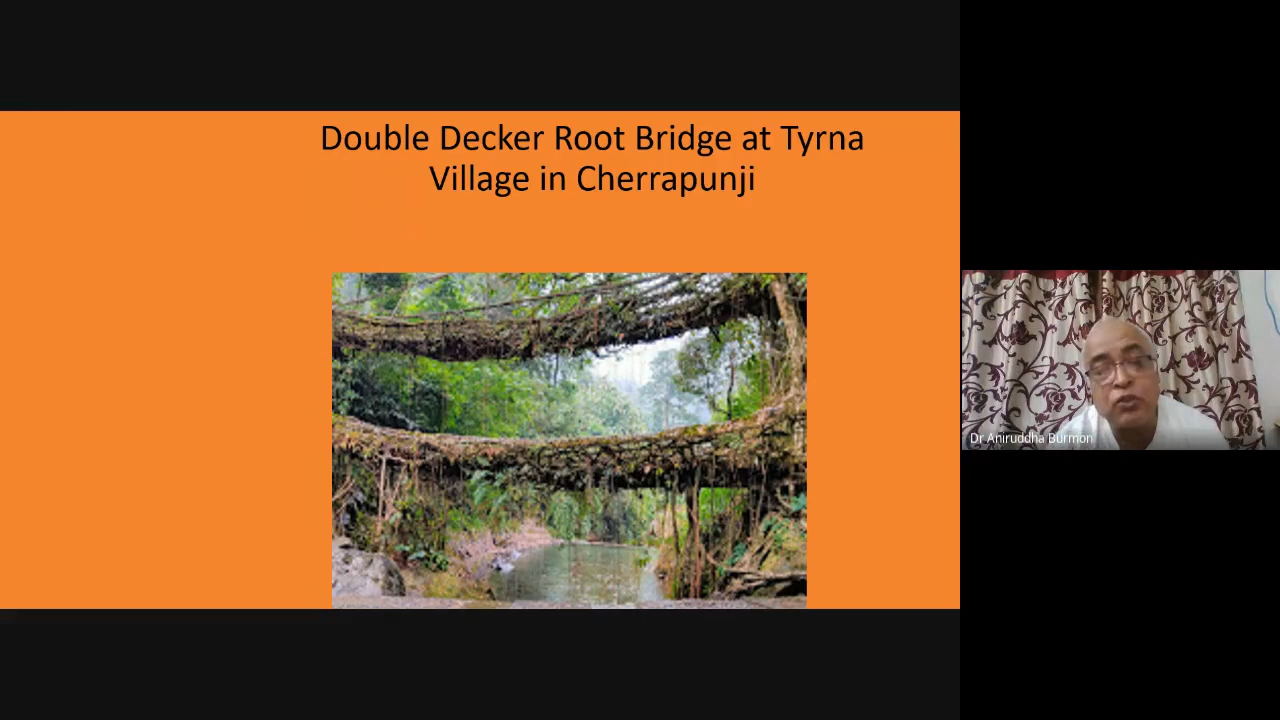 Double Decker Root Bridge at Tyrna
Village in Cherrapunji
Dr Aniruddha Burmon